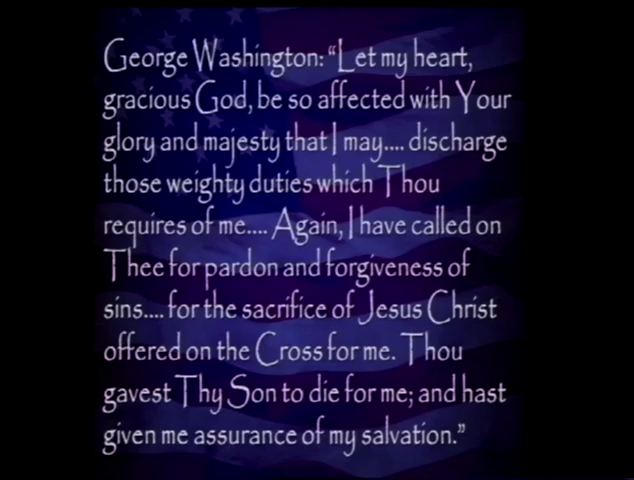 George Washington: “Let my heart,
gracious God, be so affected with Your
glory and majesty that I may.... discharge
those weighty duties which Thou
requires of me.... Again, I have called on
Thee for pardon and forgiveness of
sins.... for the sacrifice of Jesus Christ
offered on the Cross for me. Thou
gavest Thy Son to die for me; and hast
given me assurance of my salvation.”